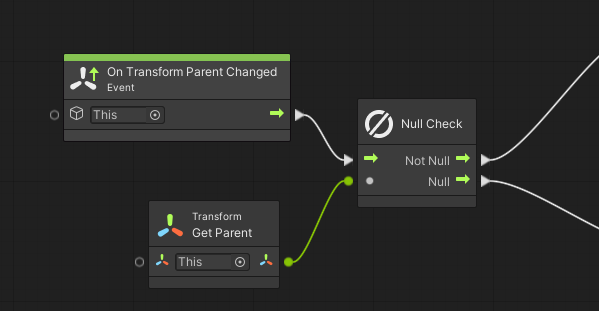 On Transform Parent Changed
Event
This
Null Check
Not Null
Null
Transform
Get Parent
This